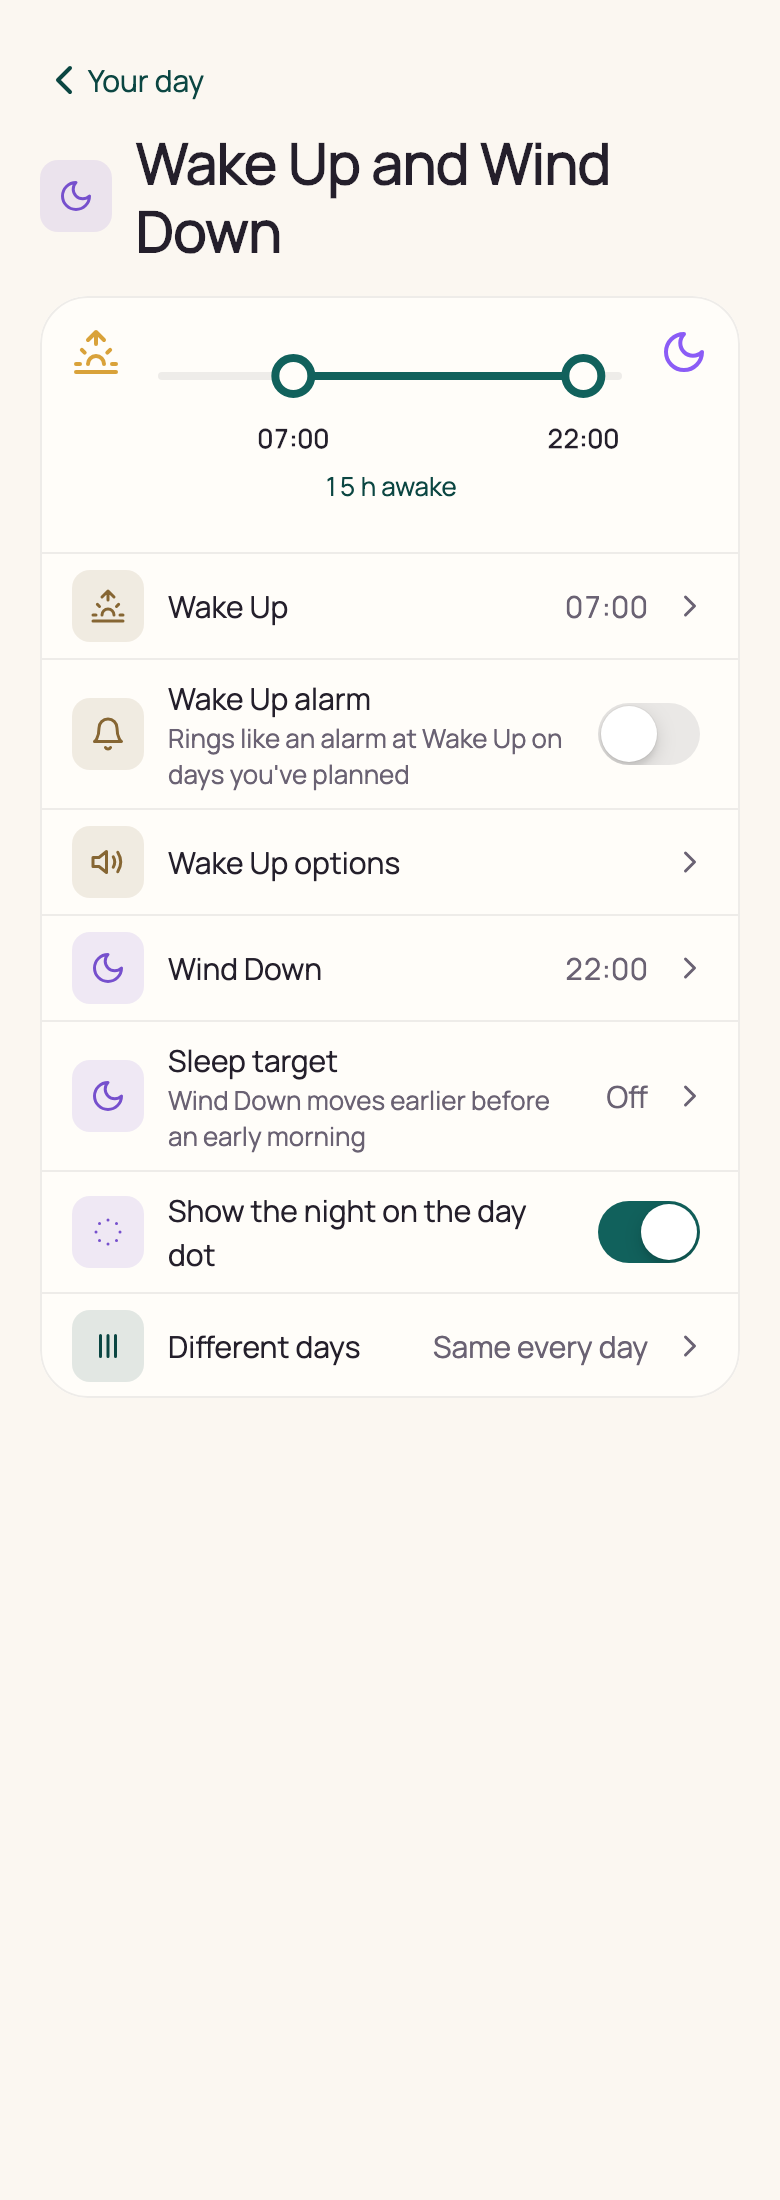 Your day
Wake Up and Wind
Down
07:00
22:00
15 h awake
Wake Up
07:00
Wake Up alarm
Rings like an alarm at Wake Up on
days you've planned
Wake Up options
Wind Down
22:00
Sleep target
Wind Down moves earlier before
an early morning
Off
Show the night on the day
dot
Different days
Same every day